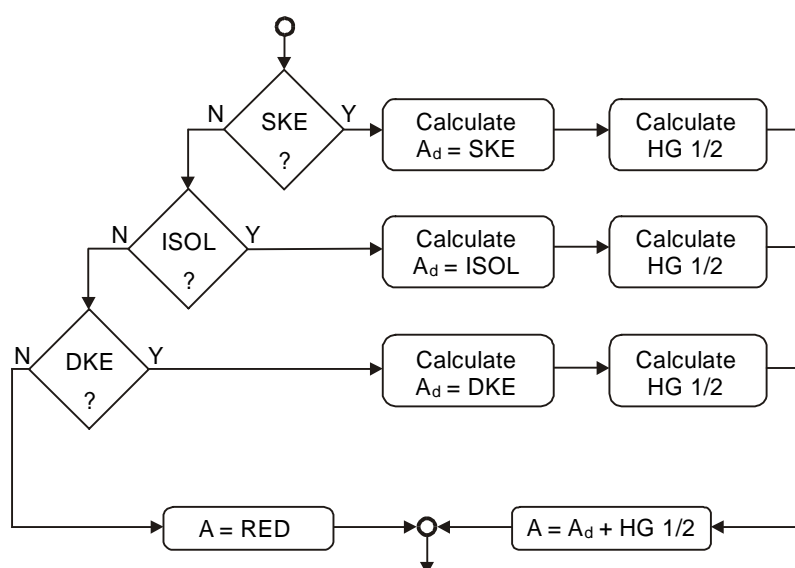 N
SKE
?
Y
Calculate
Ad = SKE
Calculate
HG 1/2
N
ISOL
?
Y
Calculate
Ad = ISOL
Calculate
HG 1/2
N
DKE
?
Y
Calculate
Ad = DKE
Calculate
HG 1/2
A = RED
A = Ad + HG 1/2